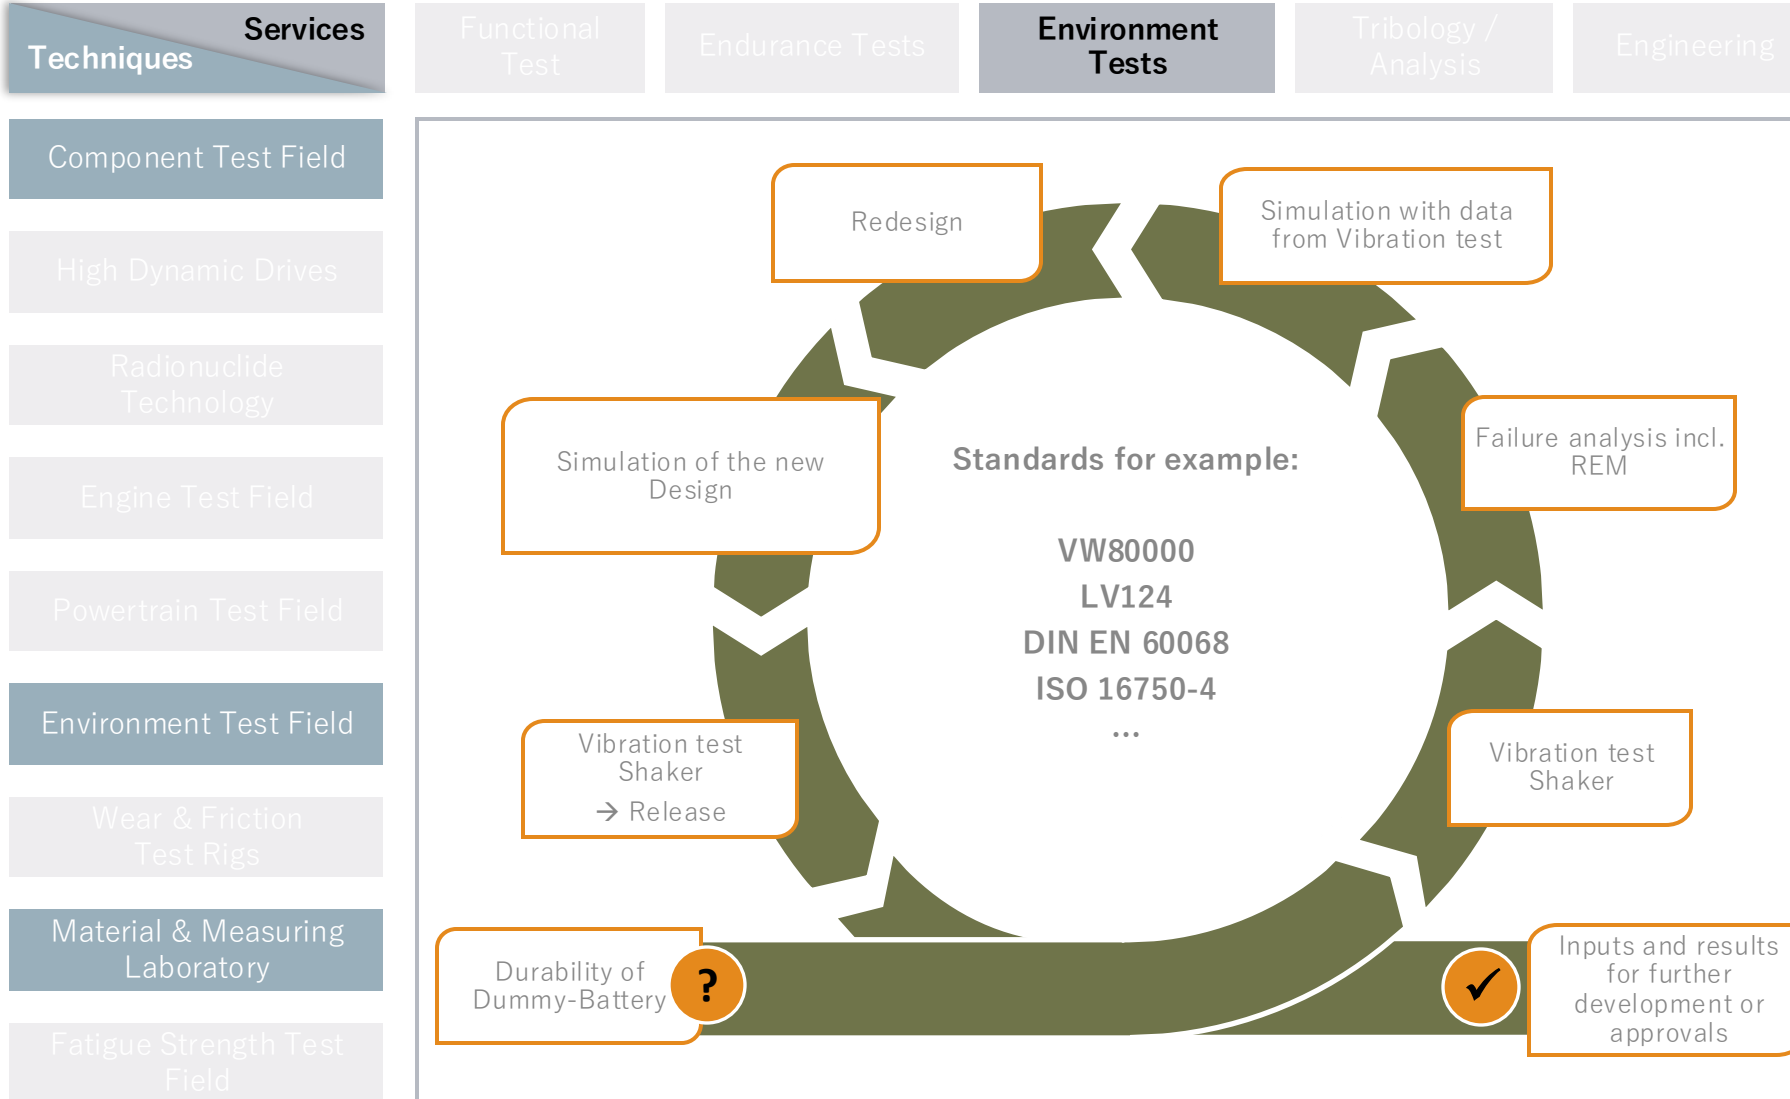 Services
Techniques
Functional
Test
Endurance Tests
Environment
Tests
Tribology /
Analysis
Engineering
Component Test Field
High Dynamic Drives
Radionuclide
Technology
Engine Test Field
Powertrain Test Field
Environment Test Field
Wear & Friction
Test Rigs
Material & Measuring
Laboratory
Fatigue Strength Test
Field
Redesign
Simulation with data
from Vibration test
Simulation of the new
Design
Failure analysis incl.
REM
Standards for example:
VW80000
LV124
DIN EN 60068
ISO 16750-4
...
Vibration test
Shaker
→ Release
Vibration test
Shaker
Durability of
Dummy-Battery
?
Inputs and results
for further
development or
approvals